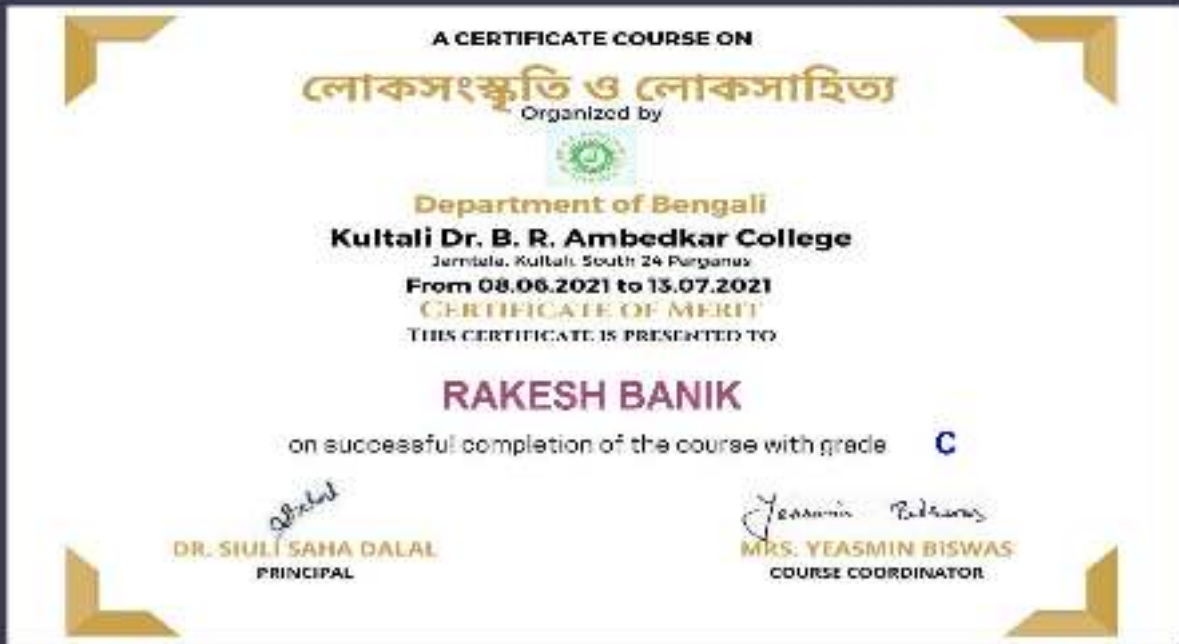 A CERTIFICATE COURSE ON
লোকসংস্কৃতি ও লোকসাহিত্য
Organized by
Department of Bengali
Kultali Dr. B. R. Ambedkar College
Jamtala, Kultali, South 24 Parganas
From 08.06.2021 to 13.07.2021
CERTIFICATE OF MERIT
THIS CERTIFICATE IS PRESENTED TO
RAKESH BANIK
on successful completion of the course with grade C
Yeasmin Biswas
DR. SIULI SAHA DALAL MRS. YEASMIN BISWAS
PRINCIPAL COURSE COORDINATOR